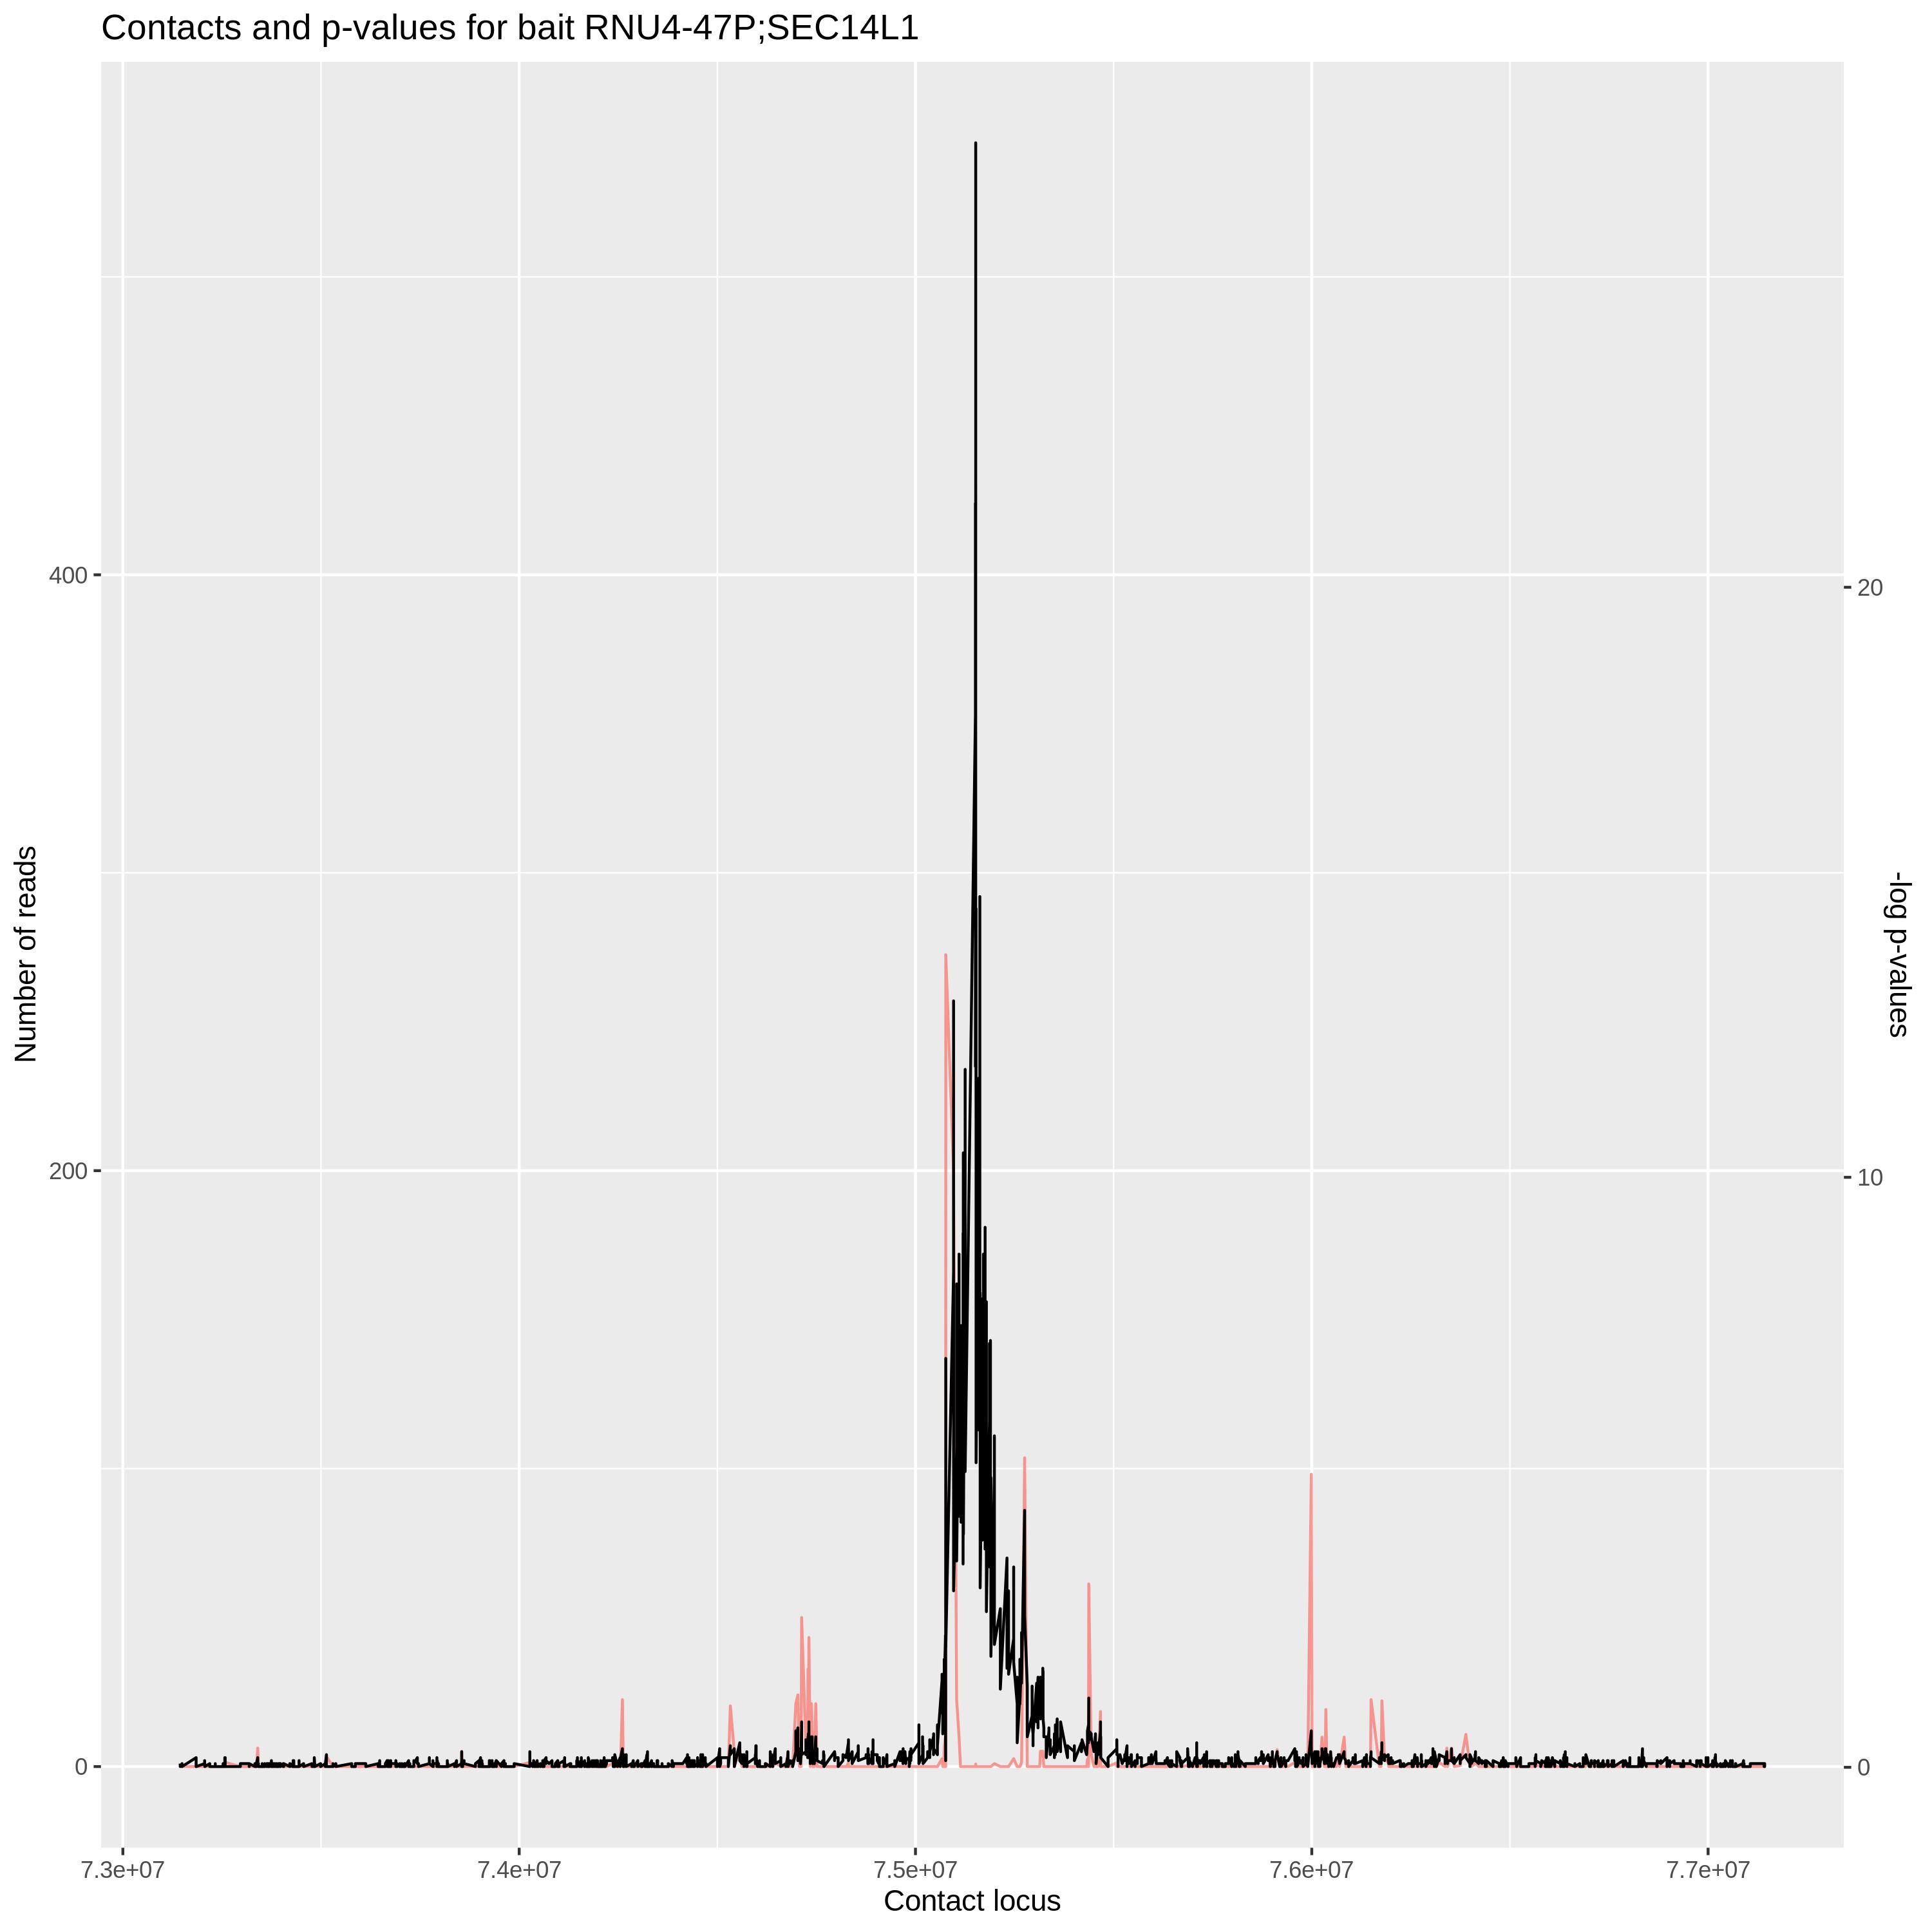 Contacts and p-values for bait RNU4-47P;SEC14L1
Number of reads
400
200
0
20
10
0
-log p-values
7.3e+07 7.4e+07 7.5e+07 7.6e+07 7.7e+07
Contact locus